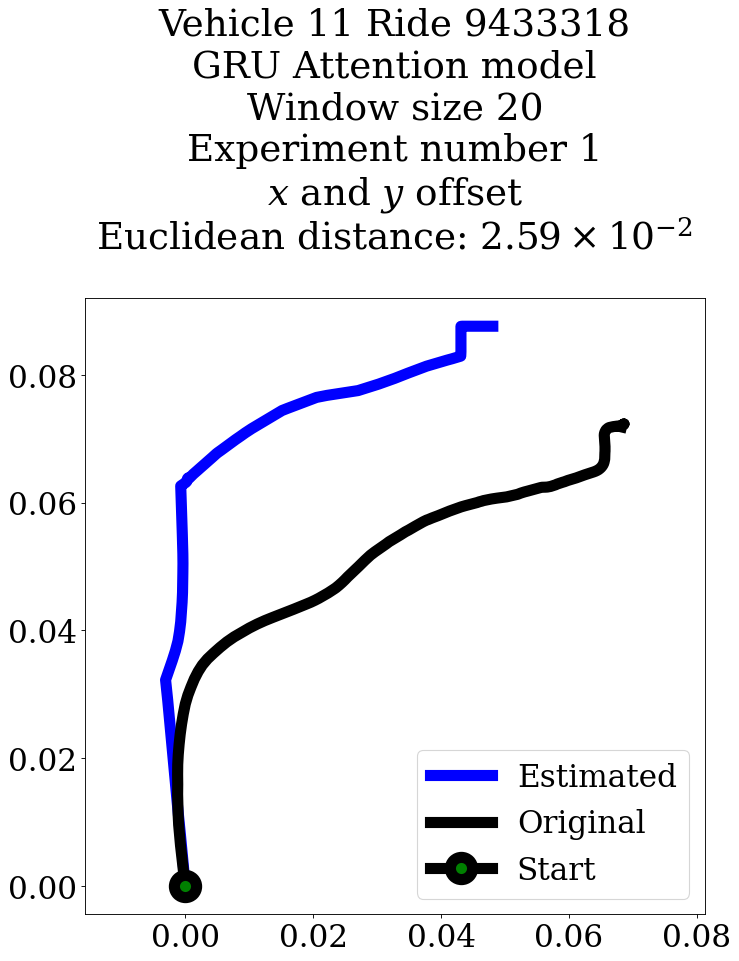 Vehicle 11 Ride 9433318
GRU Attention model
Window size 20
Experiment number 1
x and y offset
Euclidean distance: 2.59 × 10⁻²
0.08
0.06
0.04
0.02
0.00
Estimated
Original
Start
0.00 0.02 0.04 0.06 0.08